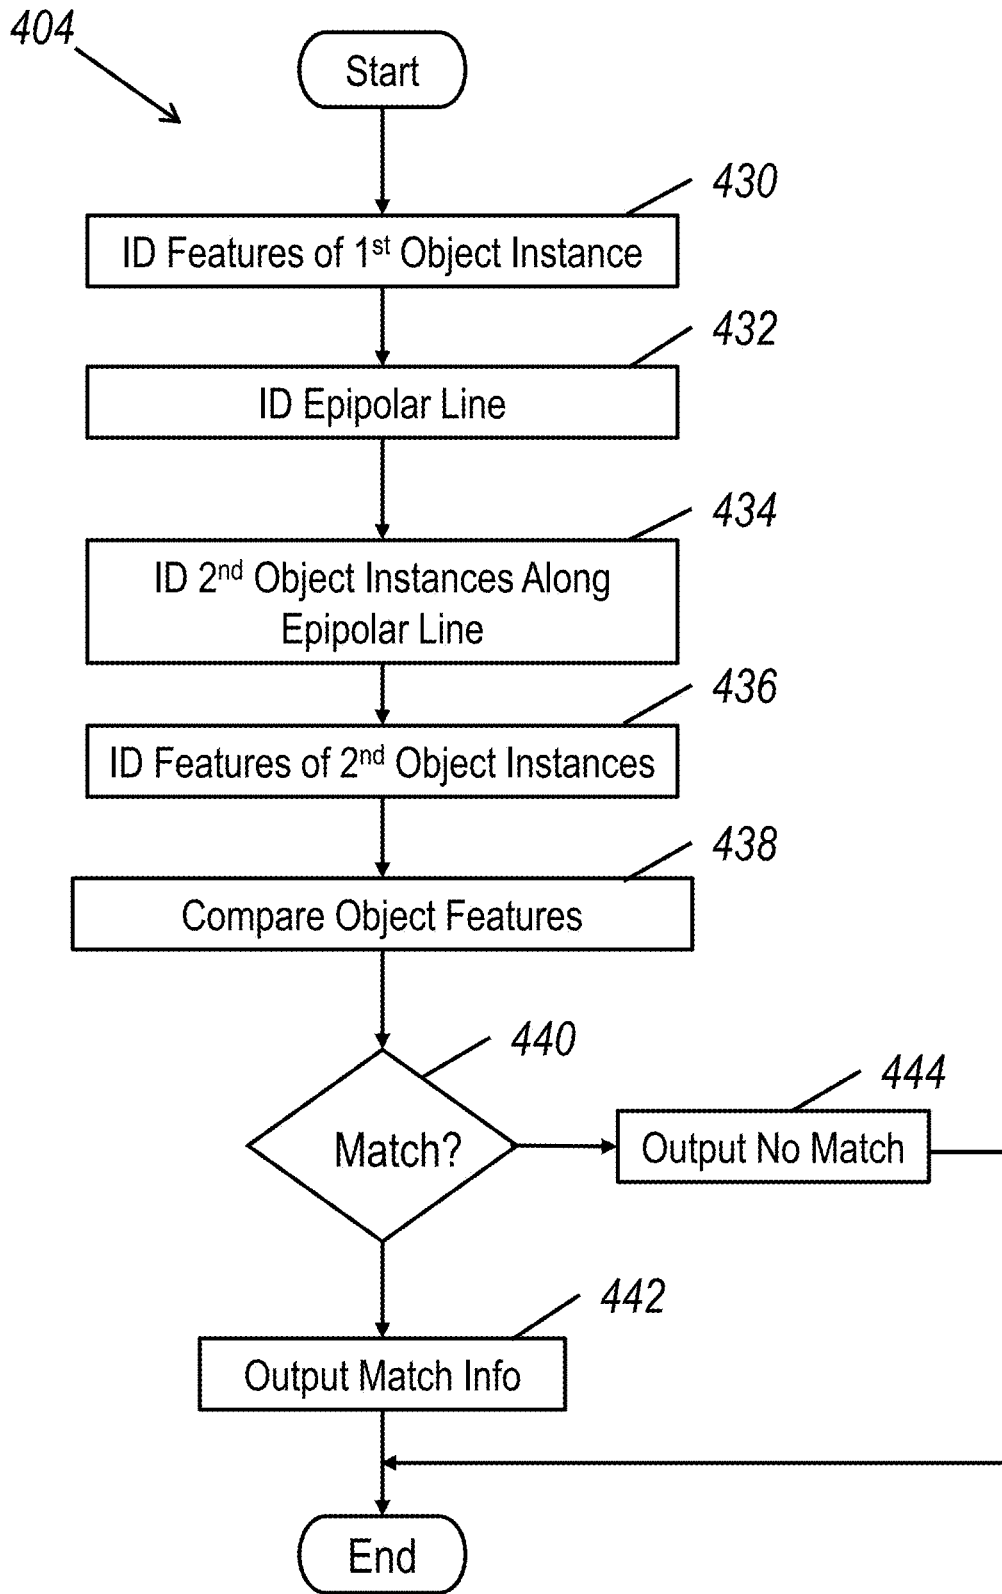 404
Start
430
ID Features of 1st Object Instance
432
ID Epipolar Line
434
ID 2nd Object Instances Along
Epipolar Line
436
ID Features of 2nd Object Instances
438
Compare Object Features
440
Match?
444
Output No Match
442
Output Match Info
End